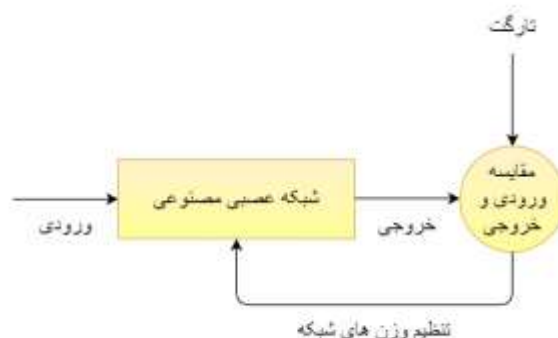 تارگت
مقایسه
ورودی و
خروجی
شبکه عصبی مصنوعی
خروجی
ورودی
تنظیم وزن های شبکه